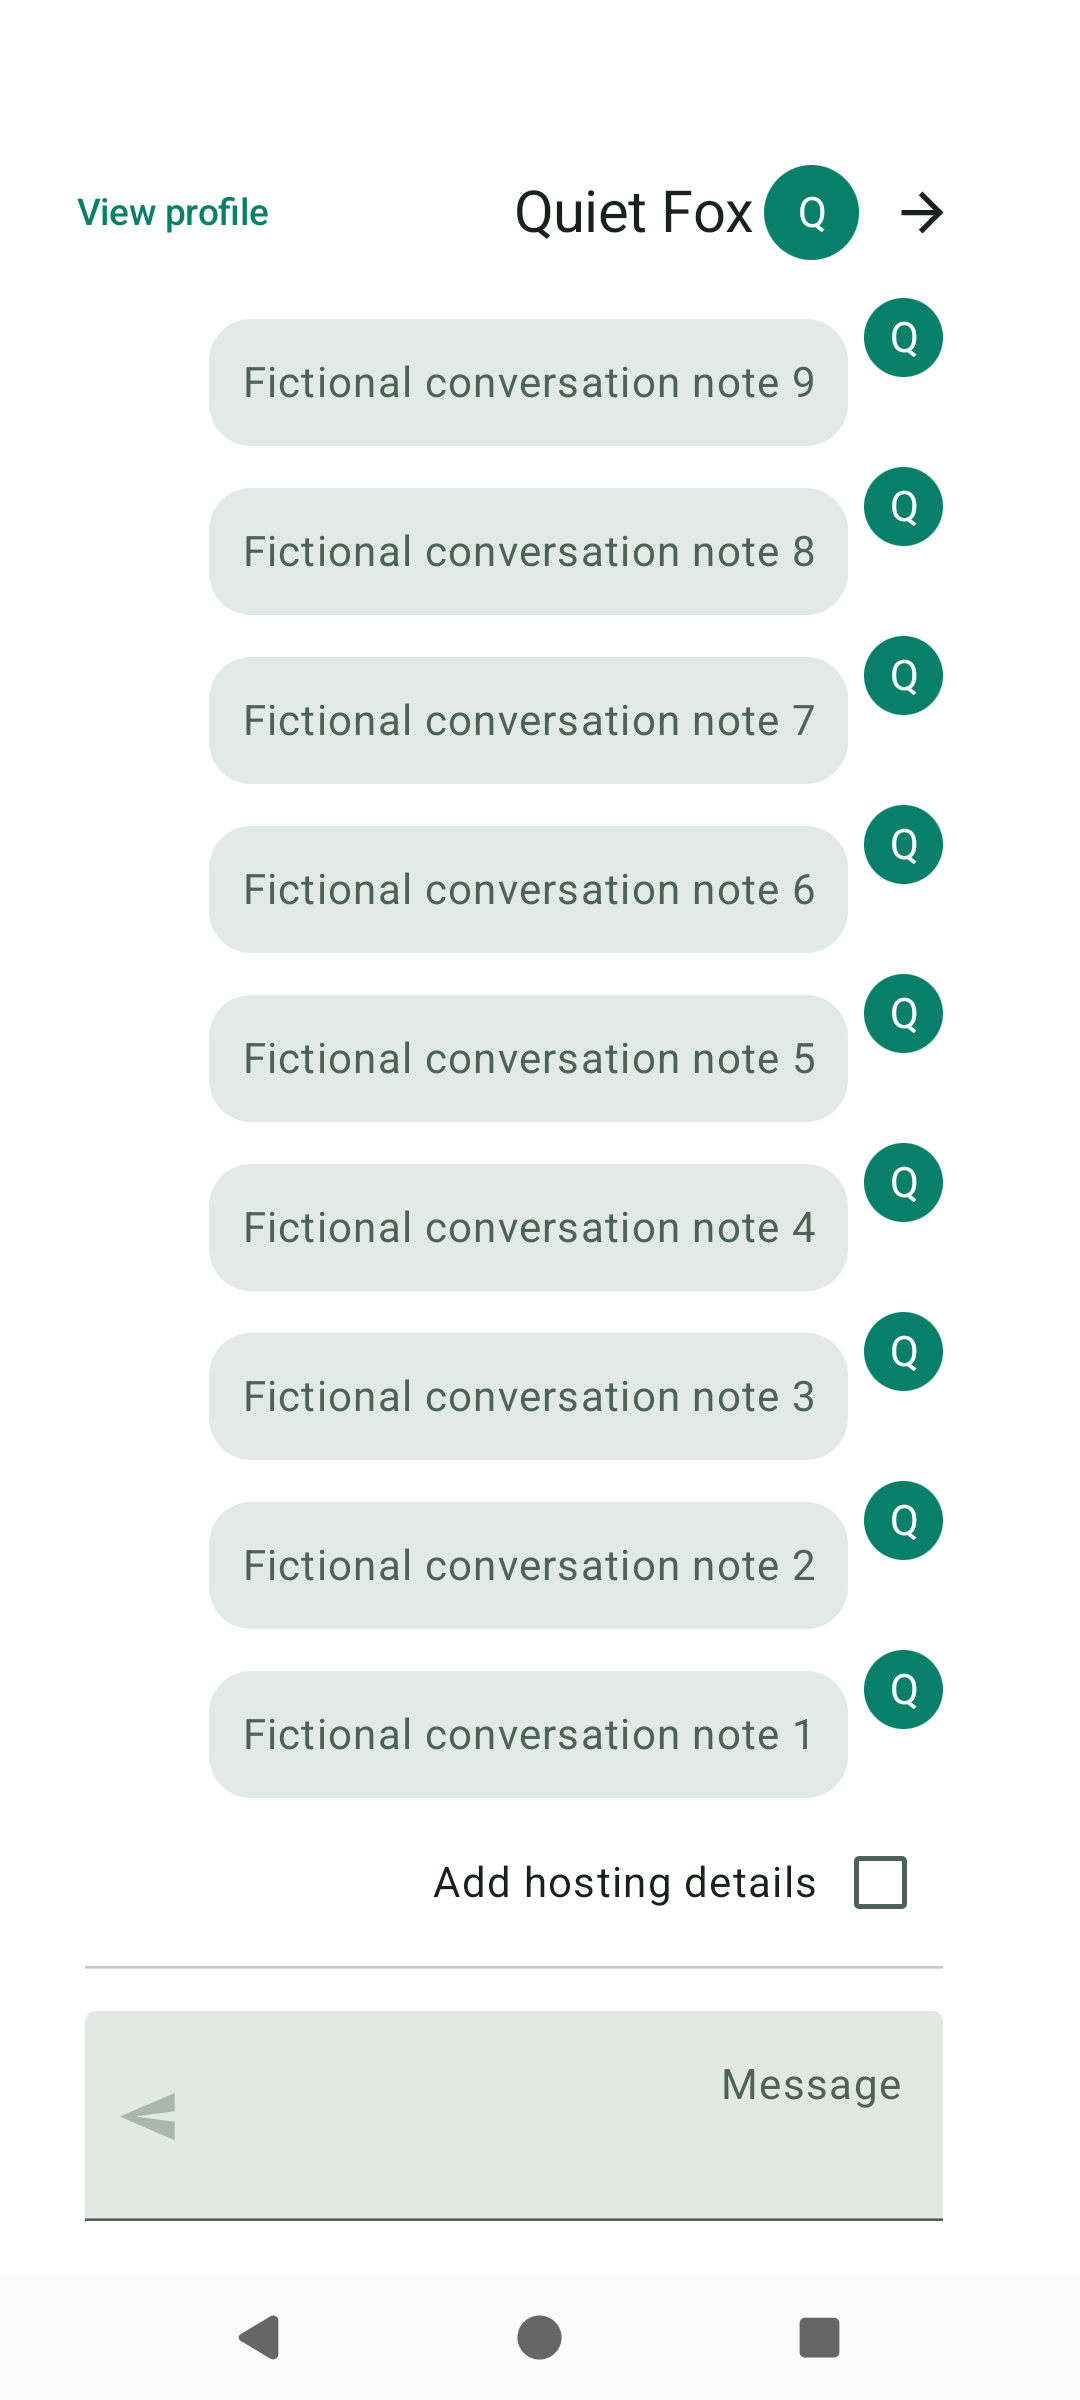 View profile
Quiet Fox
Q
Q
Fictional conversation note 9
Q
Fictional conversation note 8
Q
Fictional conversation note 7
Q
Fictional conversation note 6
Q
Fictional conversation note 5
Q
Fictional conversation note 4
Q
Fictional conversation note 3
Q
Fictional conversation note 2
Q
Fictional conversation note 1
Add hosting details
Message